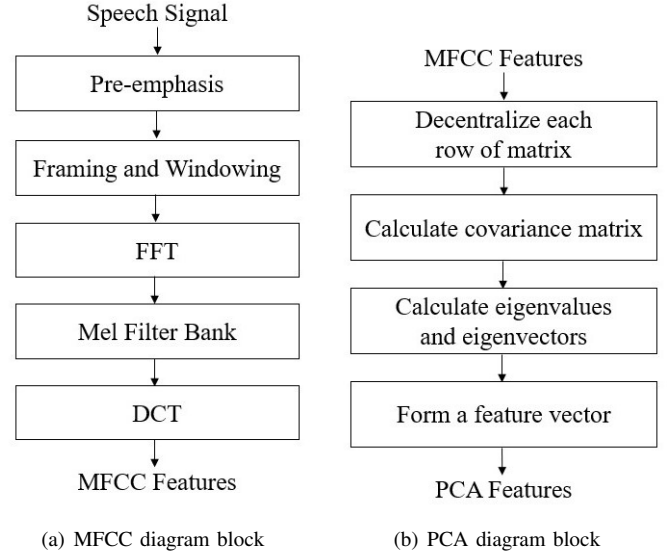 Speech Signal
Pre-emphasis
Framing and Windowing
FFT
Mel Filter Bank
DCT
MFCC Features
(a) MFCC diagram block
MFCC Features
Decentralize each
row of matrix
Calculate covariance matrix
Calculate eigenvalues
and eigenvectors
Form a feature vector
PCA Features
(b) PCA diagram block